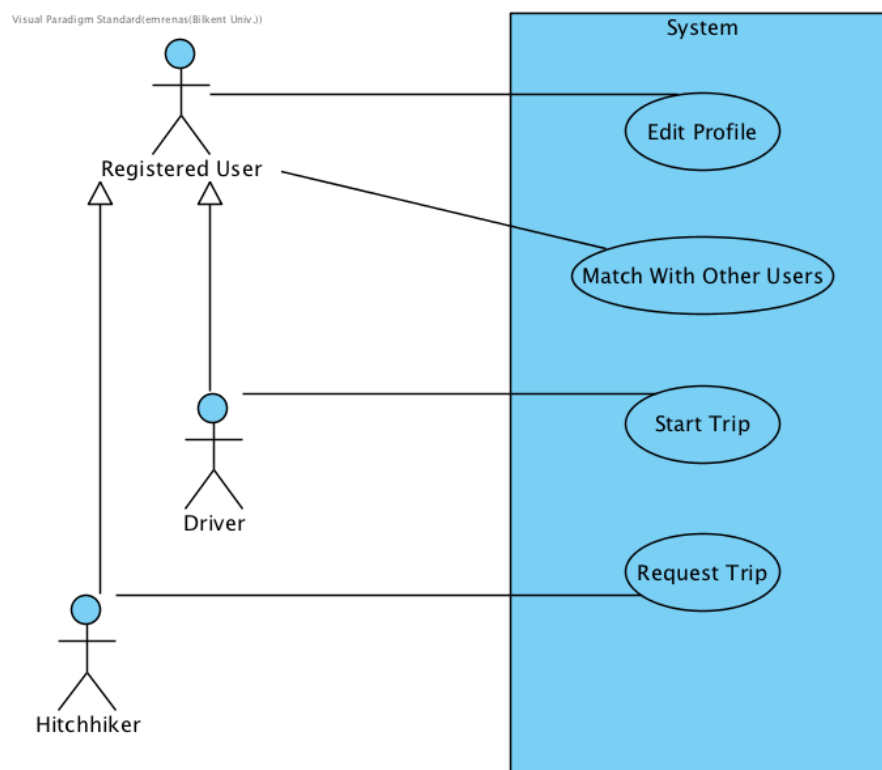 Visual Paradigm Standard(emrenas(Bilkent Univ.))
System
Edit Profile
Registered User
Match With Other Users
Start Trip
Driver
Request Trip
Hitchhiker